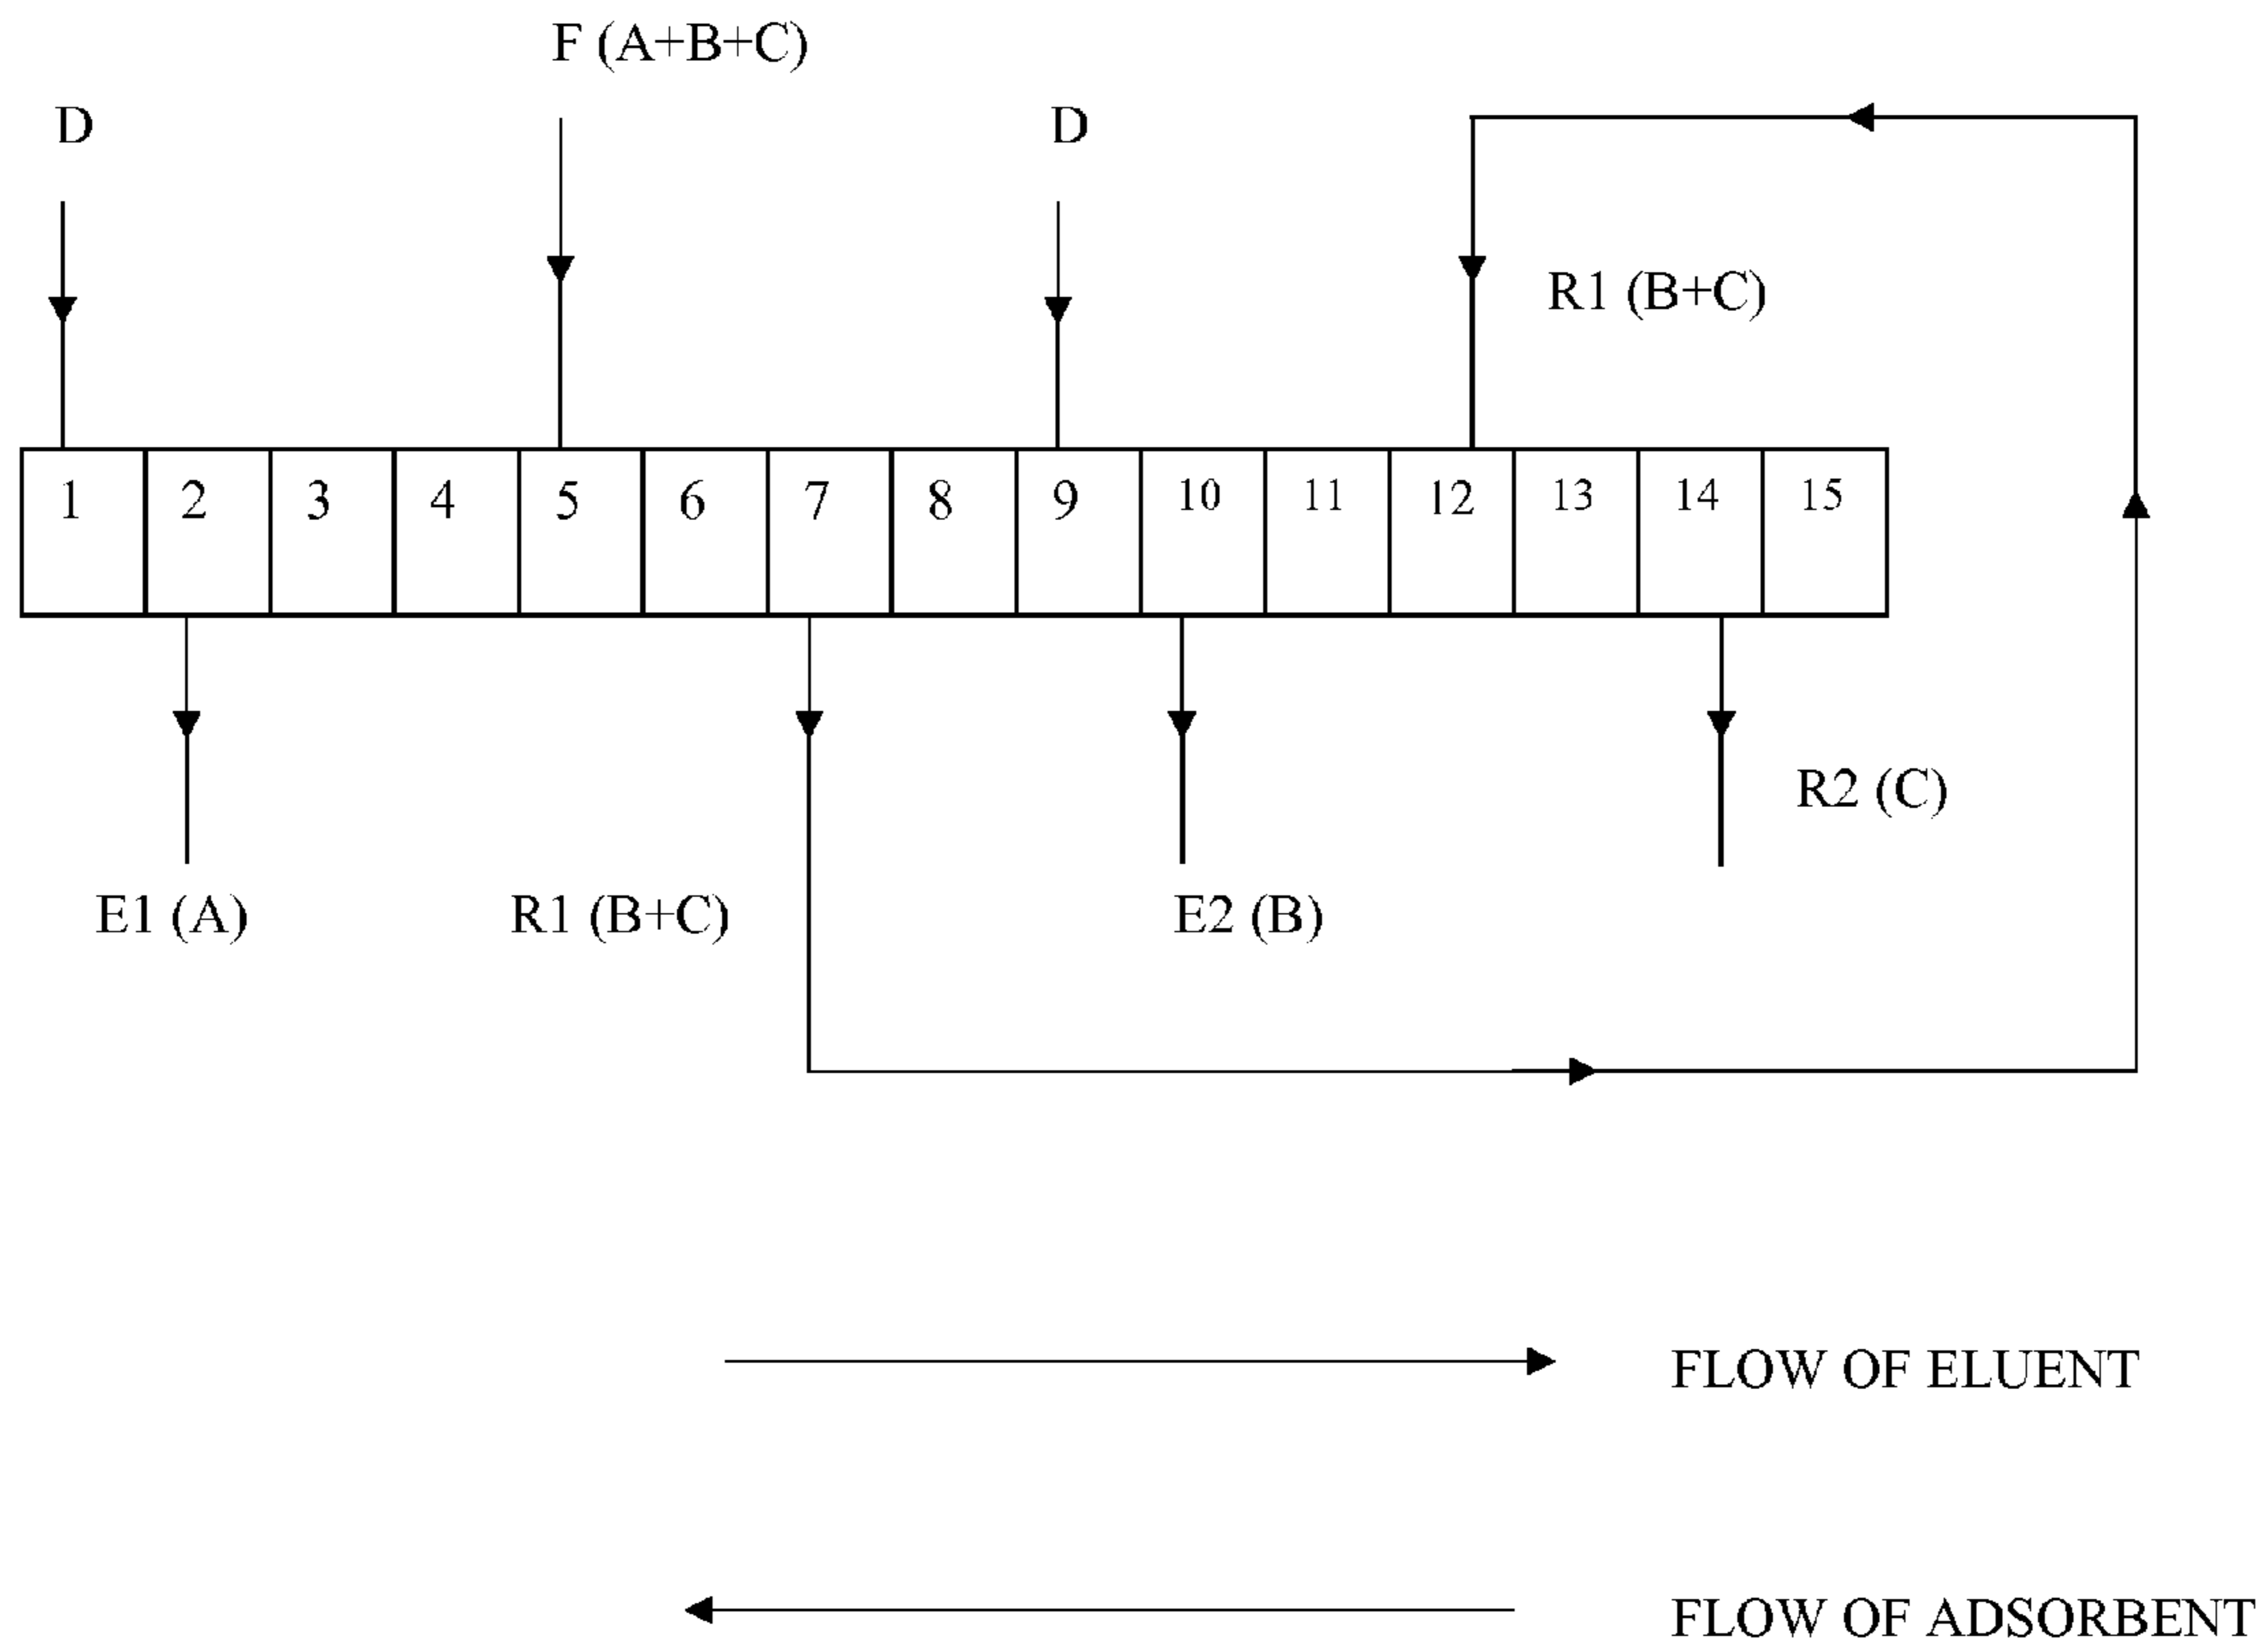 F (A+B+C)
D
D
R1 (B+C)
1 2 3 4 5 6 7 8 9 10 11 12 13 14 15
R2 (C)
E1 (A)
R1 (B+C)
E2 (B)
FLOW OF ELUENT
FLOW OF ADSORBENT